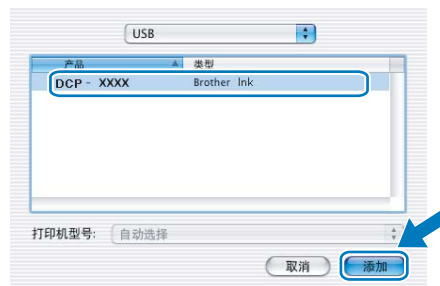 USB
产品 类型
DCP - XXXX Brother Ink
打印机型号: 自动选择
取消 添加